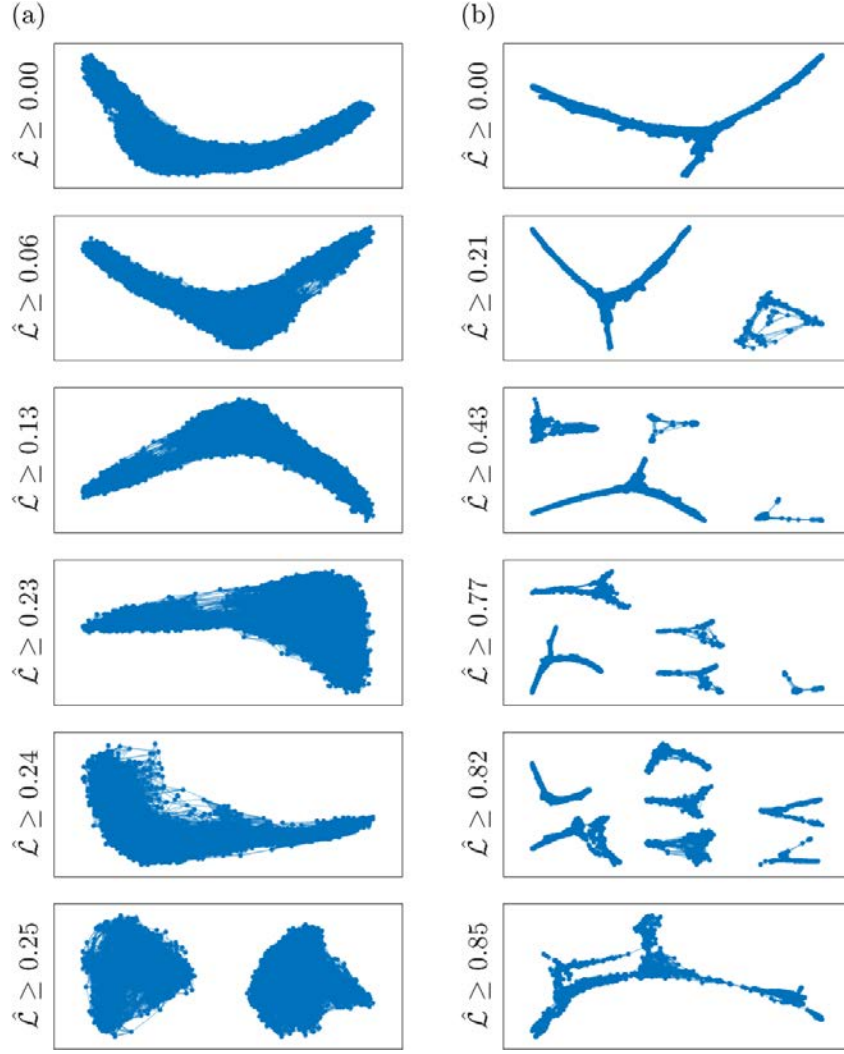 (a)
(b)
ℒ̂ ≥ 0.00
ℒ̂ ≥ 0.00
ℒ̂ ≥ 0.06
ℒ̂ ≥ 0.21
ℒ̂ ≥ 0.13
ℒ̂ ≥ 0.43
ℒ̂ ≥ 0.23
ℒ̂ ≥ 0.77
ℒ̂ ≥ 0.24
ℒ̂ ≥ 0.82
ℒ̂ ≥ 0.25
ℒ̂ ≥ 0.85